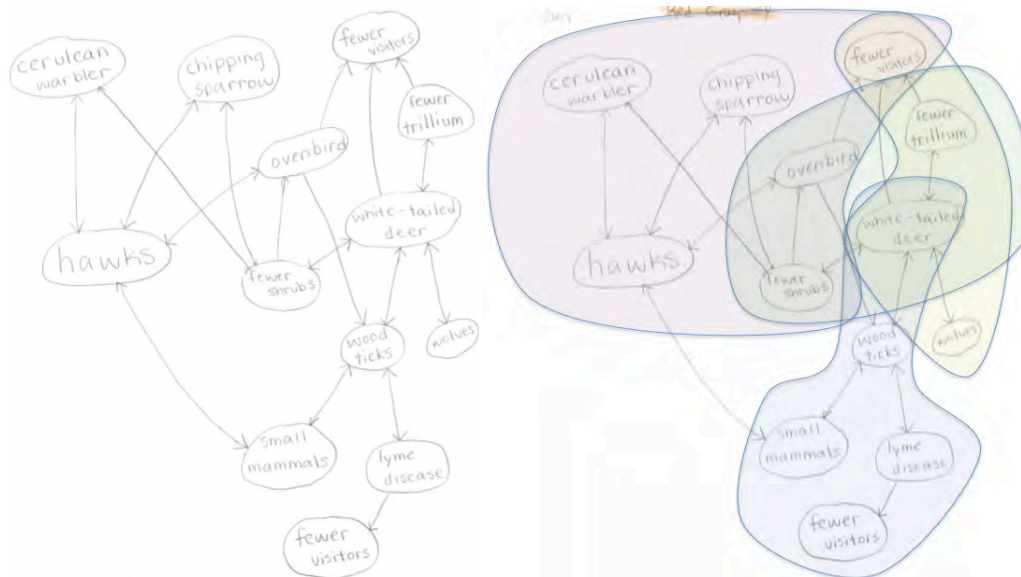 cerulean
warbler
chipping
sparrow
fewer
visitors
fewer
trillium
ovenbird
white-tailed
deer
hawks
fewer
shrubs
wood
ticks
wolves
small
mammals
lyme
disease
fewer
visitors
fewer
visitors
cerulean
warbler
chipping
sparrow
fewer
trillium
ovenbird
white-tailed
deer
hawks
fewer
shrubs
wood
ticks
wolves
small
mammals
lyme
disease
fewer
visitors